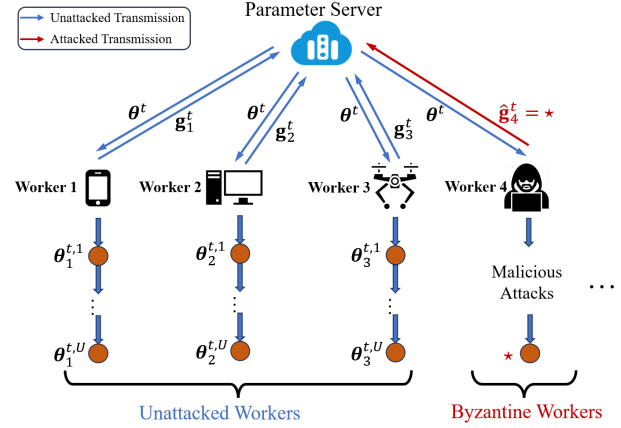 Parameter Server
Unattacked Transmission
Attacked Transmission
θ^t
g_1^t
θ^t
g_2^t
θ^t
g_3^t
θ^t
ĝ_4^t = ⋆
Worker 1
Worker 2
Worker 3
Worker 4
θ_1^{t,1}
θ_2^{t,1}
θ_3^{t,1}
Malicious
Attacks
...
⋮
⋮
⋮
θ_1^{t,U}
θ_2^{t,U}
θ_3^{t,U}
⋆
Unattacked Workers
Byzantine Workers